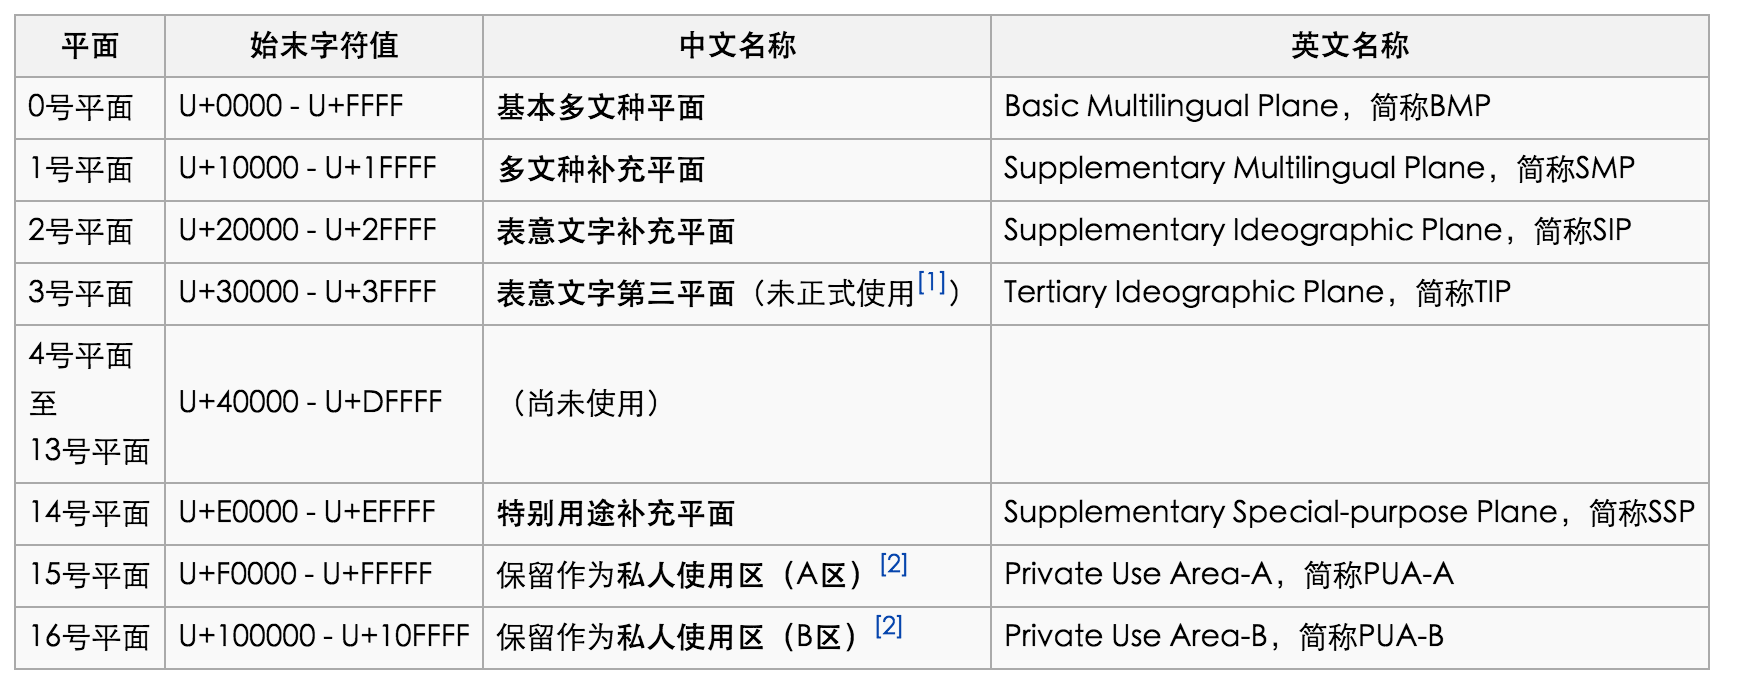 平面 始末字符值 中文名称 英文名称
0号平面 U+0000 - U+FFFF 基本多文种平面 Basic Multilingual Plane，简称BMP
1号平面 U+10000 - U+1FFFF 多文种补充平面 Supplementary Multilingual Plane，简称SMP
2号平面 U+20000 - U+2FFFF 表意文字补充平面 Supplementary Ideographic Plane，简称SIP
3号平面 U+30000 - U+3FFFF 表意文字第三平面（未正式使用[1]） Tertiary Ideographic Plane，简称TIP
4号平面
至
13号平面 U+40000 - U+DFFFF （尚未使用）
14号平面 U+E0000 - U+EFFFF 特别用途补充平面 Supplementary Special-purpose Plane，简称SSP
15号平面 U+F0000 - U+FFFFF 保留作为私人使用区（A区）[2] Private Use Area-A，简称PUA-A
16号平面 U+100000 - U+10FFFF 保留作为私人使用区（B区）[2] Private Use Area-B，简称PUA-B